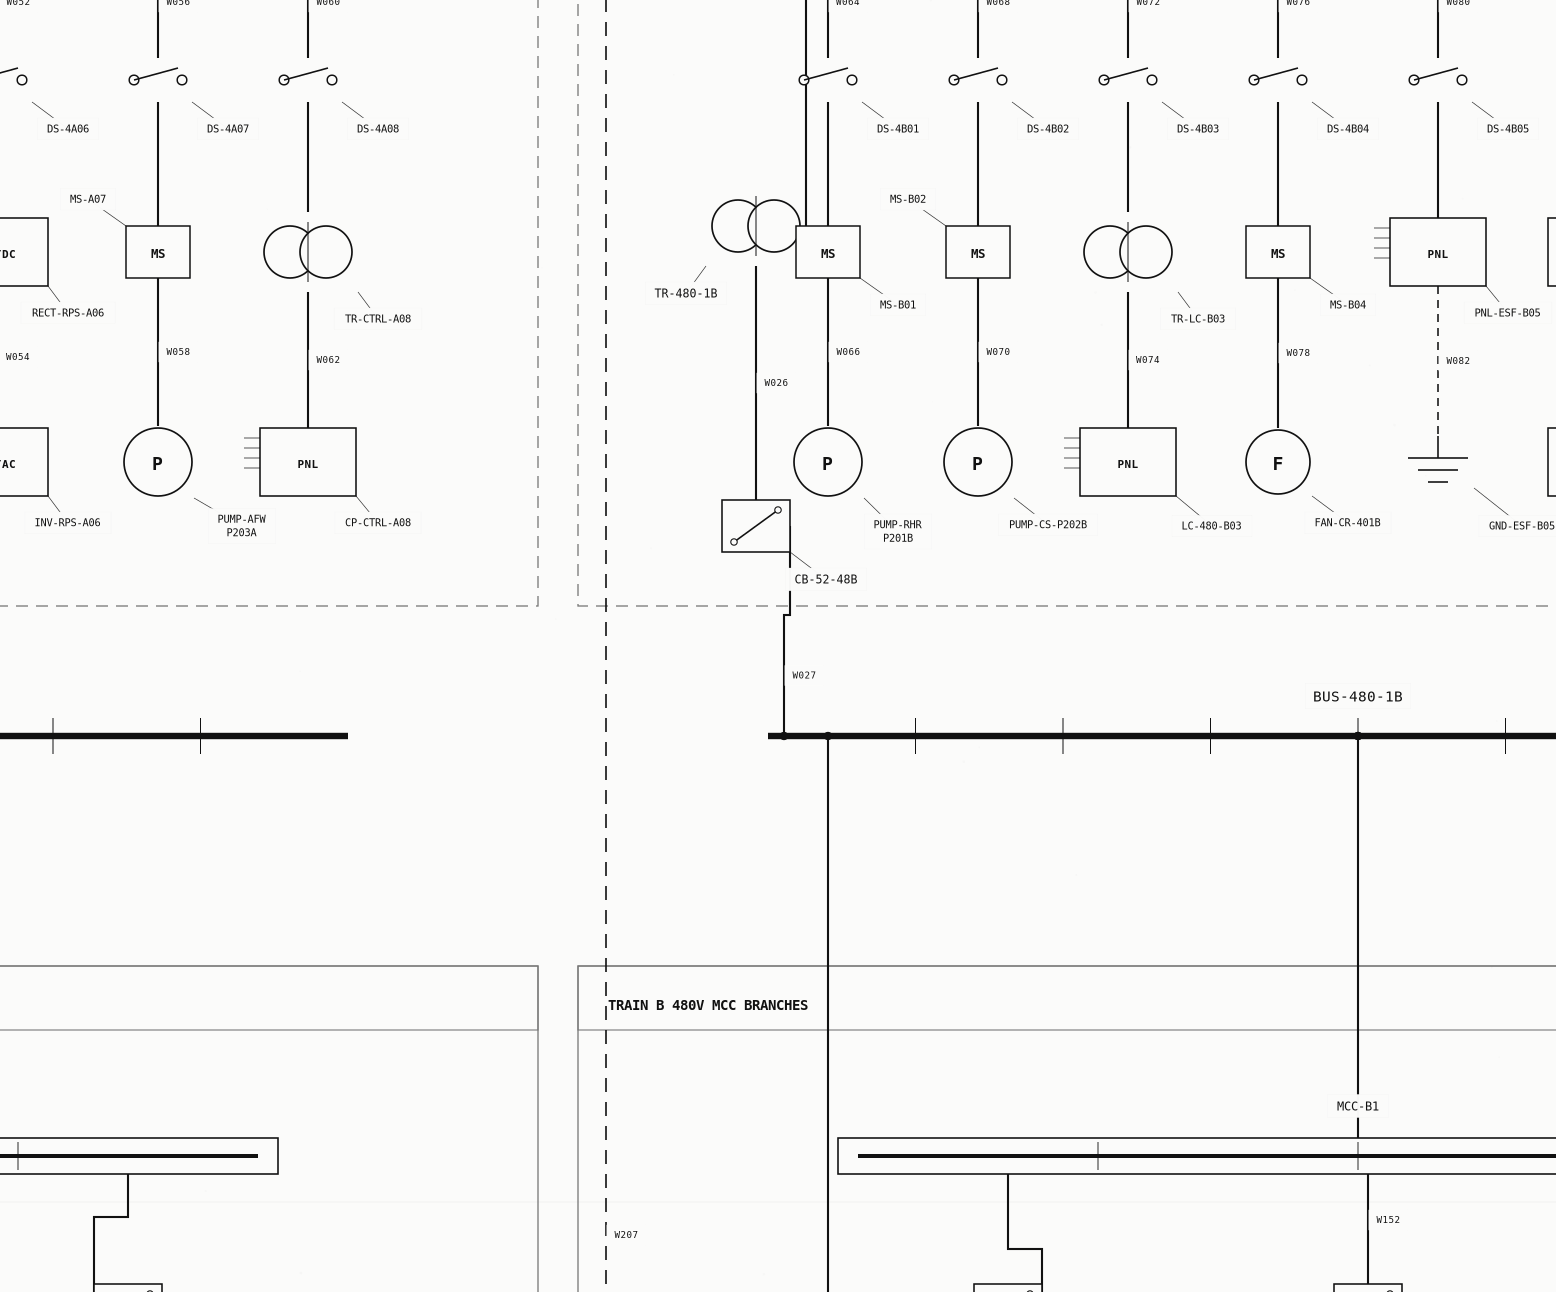 W052
W056
W060
W064
W068
W072
W076
W080
DS-4A06
DS-4A07
DS-4A08
DS-4B01
DS-4B02
DS-4B03
DS-4B04
DS-4B05
MS-A07
MS-B02
MS
MS
MS
MS
PNL
RECT-RPS-A06
TR-CTRL-A08
TR-480-1B
MS-B01
TR-LC-B03
MS-B04
PNL-ESF-B05
W054
W058
W062
W026
W066
W070
W074
W078
W082
P
PNL
P
P
PNL
F
INV-RPS-A06
PUMP-AFW
P203A
CP-CTRL-A08
PUMP-RHR
P201B
PUMP-CS-P202B
LC-480-B03
FAN-CR-401B
GND-ESF-B05
CB-52-48B
W027
BUS-480-1B
TRAIN B 480V MCC BRANCHES
MCC-B1
W152
W207